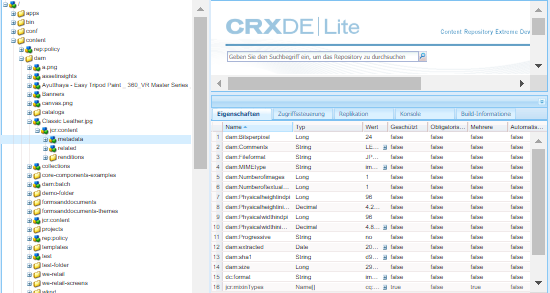 /
apps
bin
conf
content
rep:policy
dam
a.png
assetinsights
Ayutthaya - Easy Tripod Paint _ 360_VR Master Series
Banners
canvas.png
catalogs
Classic Leather.jpg
jcr:content
metadata
related
renditions
collections
core-components-examples
dam:batch
demo-folder
formsanddocuments
formsanddocuments-themes
jcr:content
projects
rep:policy
templates
test
test-folder
we-retail
we-retail-screens
wknd
CRXDE | Lite
Content Repository Extreme Dev
Geben Sie den Suchbegriff ein, um das Repository zu durchsuchen
Eigenschaften Zugriffssteuerung Replikation Konsole Build-Informationen
Name Typ Wert Geschützt Obligatoris... Mehrere Automatis...
1 dam:Bitsperpixel Long 24 false false false false
2 dam:Comments String LE... false false false false
3 dam:Fileformat String JP... false false false false
4 dam:MIMEtype String im... false false false false
5 dam:Numberofimages Long 1 false false false false
6 dam:Numberoftextual... Long 1 false false false false
7 dam:Physicalheightindpi Long 96 false false false false
8 dam:Physicalheightini... Decimal 4.2... false false false false
9 dam:Physicalwidthindpi Long 96 false false false false
10 dam:Physicalwidthinin... Decimal 4.8... false false false false
11 dam:Progressive String no false false false false
12 dam:extracted Date 20... false false false false
13 dam:sha1 String d9... false false false false
14 dam:size Long 29... false false false false
15 dc:format String im... false false false false
16 jcr:mixinTypes Name[] cq:... true false true false